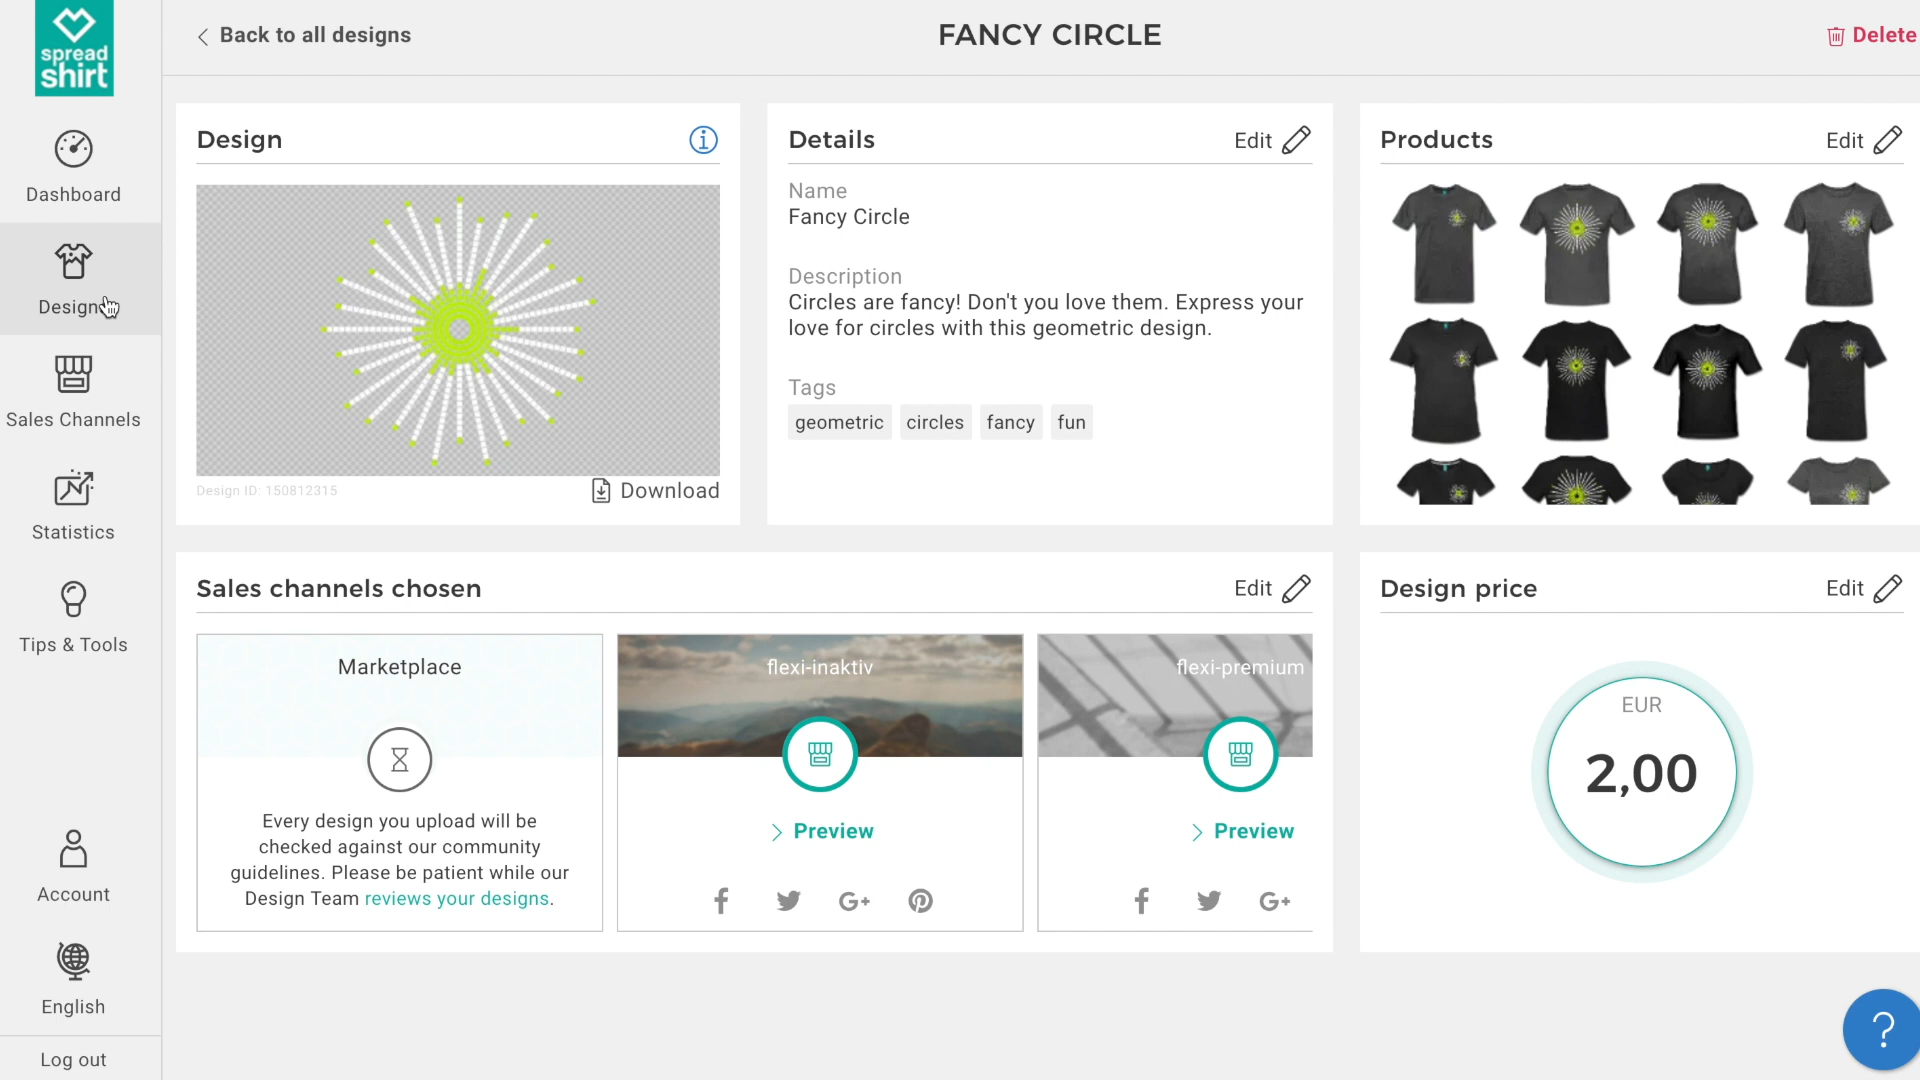 spread
shirt
Back to all designs
FANCY CIRCLE
Delete
Dashboard
Designs
Sales Channels
Statistics
Tips & Tools
Account
English
Log out
Design
Design ID: 150812315
Download
Details
Edit
Name
Fancy Circle
Description
Circles are fancy! Don't you love them. Express your
love for circles with this geometric design.
Tags
geometric circles fancy fun
Products
Edit
Sales channels chosen
Edit
Marketplace
Every design you upload will be
checked against our community
guidelines. Please be patient while our
Design Team reviews your designs.
flexi-inaktiv
Preview
flexi-premium
Preview
Design price
Edit
EUR
2,00
?